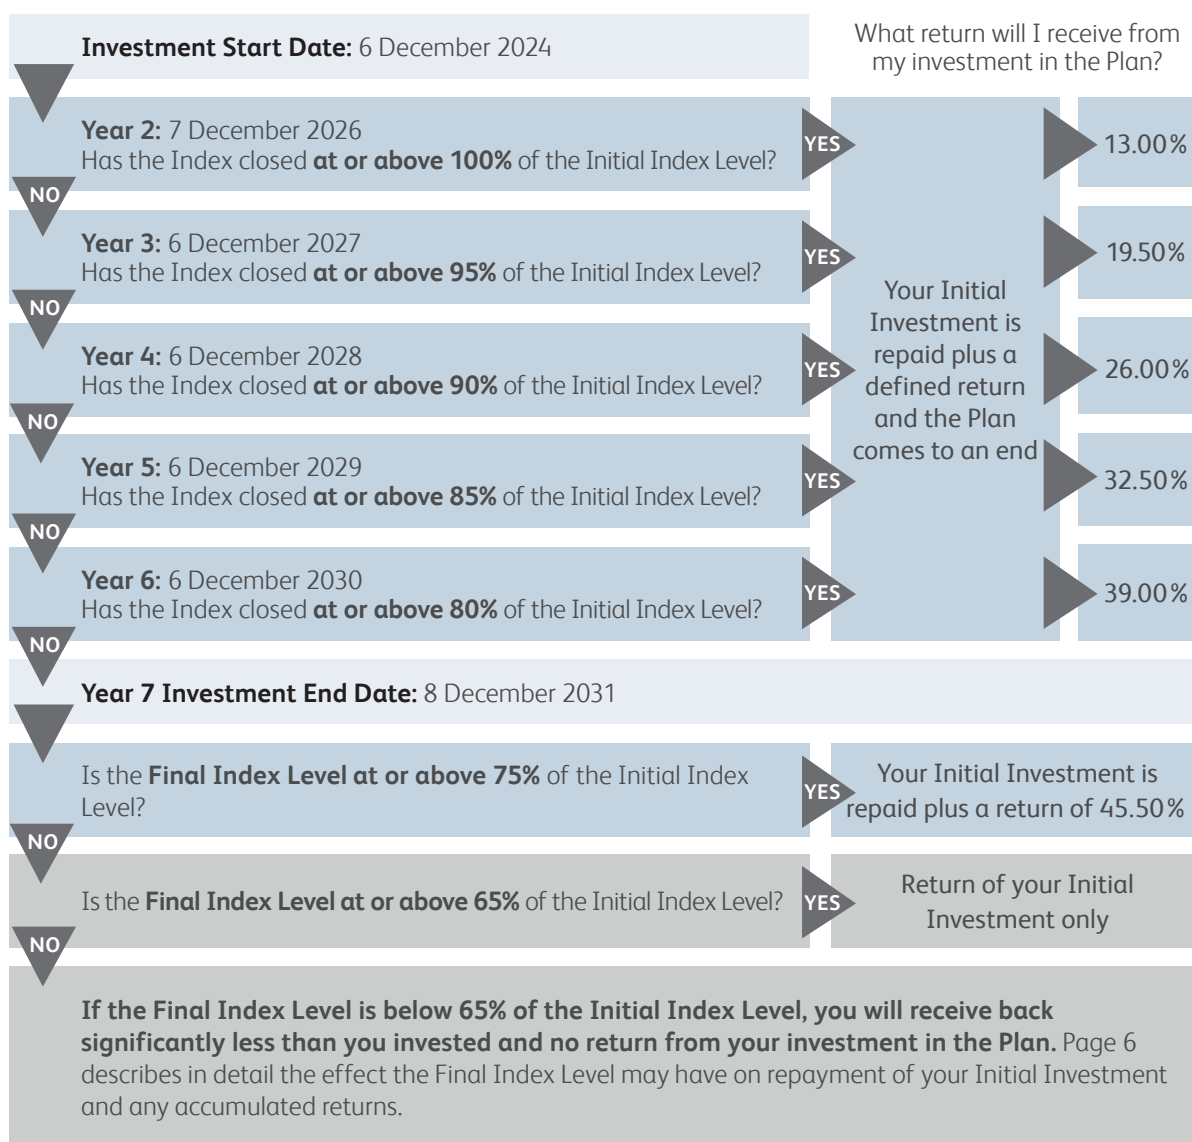 Investment Start Date: 6 December 2024
What return will I receive from
my investment in the Plan?
Year 2: 7 December 2026
Has the Index closed at or above 100% of the Initial Index Level?
YES
13.00%
NO
Year 3: 6 December 2027
Has the Index closed at or above 95% of the Initial Index Level?
YES
19.50%
NO
Year 4: 6 December 2028
Has the Index closed at or above 90% of the Initial Index Level?
YES
26.00%
NO
Year 5: 6 December 2029
Has the Index closed at or above 85% of the Initial Index Level?
YES
32.50%
NO
Year 6: 6 December 2030
Has the Index closed at or above 80% of the Initial Index Level?
YES
39.00%
NO
Your Initial
Investment is
repaid plus a
defined return
and the Plan
comes to an end
Year 7 Investment End Date: 8 December 2031
Is the Final Index Level at or above 75% of the Initial Index
Level?
YES
Your Initial Investment is
repaid plus a return of 45.50%
NO
Is the Final Index Level at or above 65% of the Initial Index Level?
YES
Return of your Initial
Investment only
NO
If the Final Index Level is below 65% of the Initial Index Level, you will receive back
significantly less than you invested and no return from your investment in the Plan. Page 6
describes in detail the effect the Final Index Level may have on repayment of your Initial Investment
and any accumulated returns.